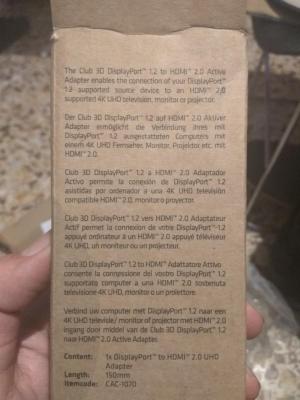 The Club 3D DisplayPort™ 1.2 to HDMI™ 2.0 Active
Adapter enables the connection of your DisplayPort™
1.2 supported source device to an HDMI™ 2.0
supported 4K UHD television, monitor or projector.
Der Club 3D DisplayPort™ 1.2 auf HDMI™ 2.0 Aktiver
Adapter ermöglicht die Verbindung ihres mit
DisplayPort™ 1.2 ausgestatteten Computers mit
einem 4K UHD Fernseher, Monitor, Projektor etc. mit
HDMI™ 2.0.
Club 3D DisplayPort™ 1.2 a HDMI™ 2.0 Adaptador
Activo permite la conexión de DisplayPort™ 1.2
asistidas por ordenador a una 4K UHD televisión
compatible HDMI™ 2.0, monitor o proyector.
Club 3D DisplayPort™ 1.2 vers HDMI™ 2.0 Adaptateur
Actif permet la connexion de votre DisplayPort™ 1.2
appuyé ordinateur à un HDMI™ 2.0 appuyé téléviseur
4K UHD, un moniteur ou un projecteur.
Club 3D DisplayPort™ 1.2 to HDMI™ Adattatore Attivo
consente la connessione del vostro DisplayPort™ 1.2
supportato computer a una HDMI™ 2.0 sostenuta
televisione 4K UHD, monitor o un proiettore.
Verbind uw computer met DisplayPort™ 1.2 naar een
4K UHD televisie/ monitor of projector met HDMI™ 2.0
ingang door middel van de Club 3D DisplayPort™ 1.2
naar HDMI™ 2.0 Active Adapter.
Content: 1x DisplayPort™ to HDMI™ 2.0 UHD
Adapter
Length: 150mm
Itemcode: CAC-1070